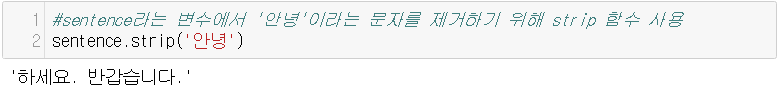 1 #sentence라는 변수에서 '안녕'이라는 문자를 제거하기 위해 strip 함수 사용
2 sentence.strip('안녕')
'하세요. 반갑습니다.'